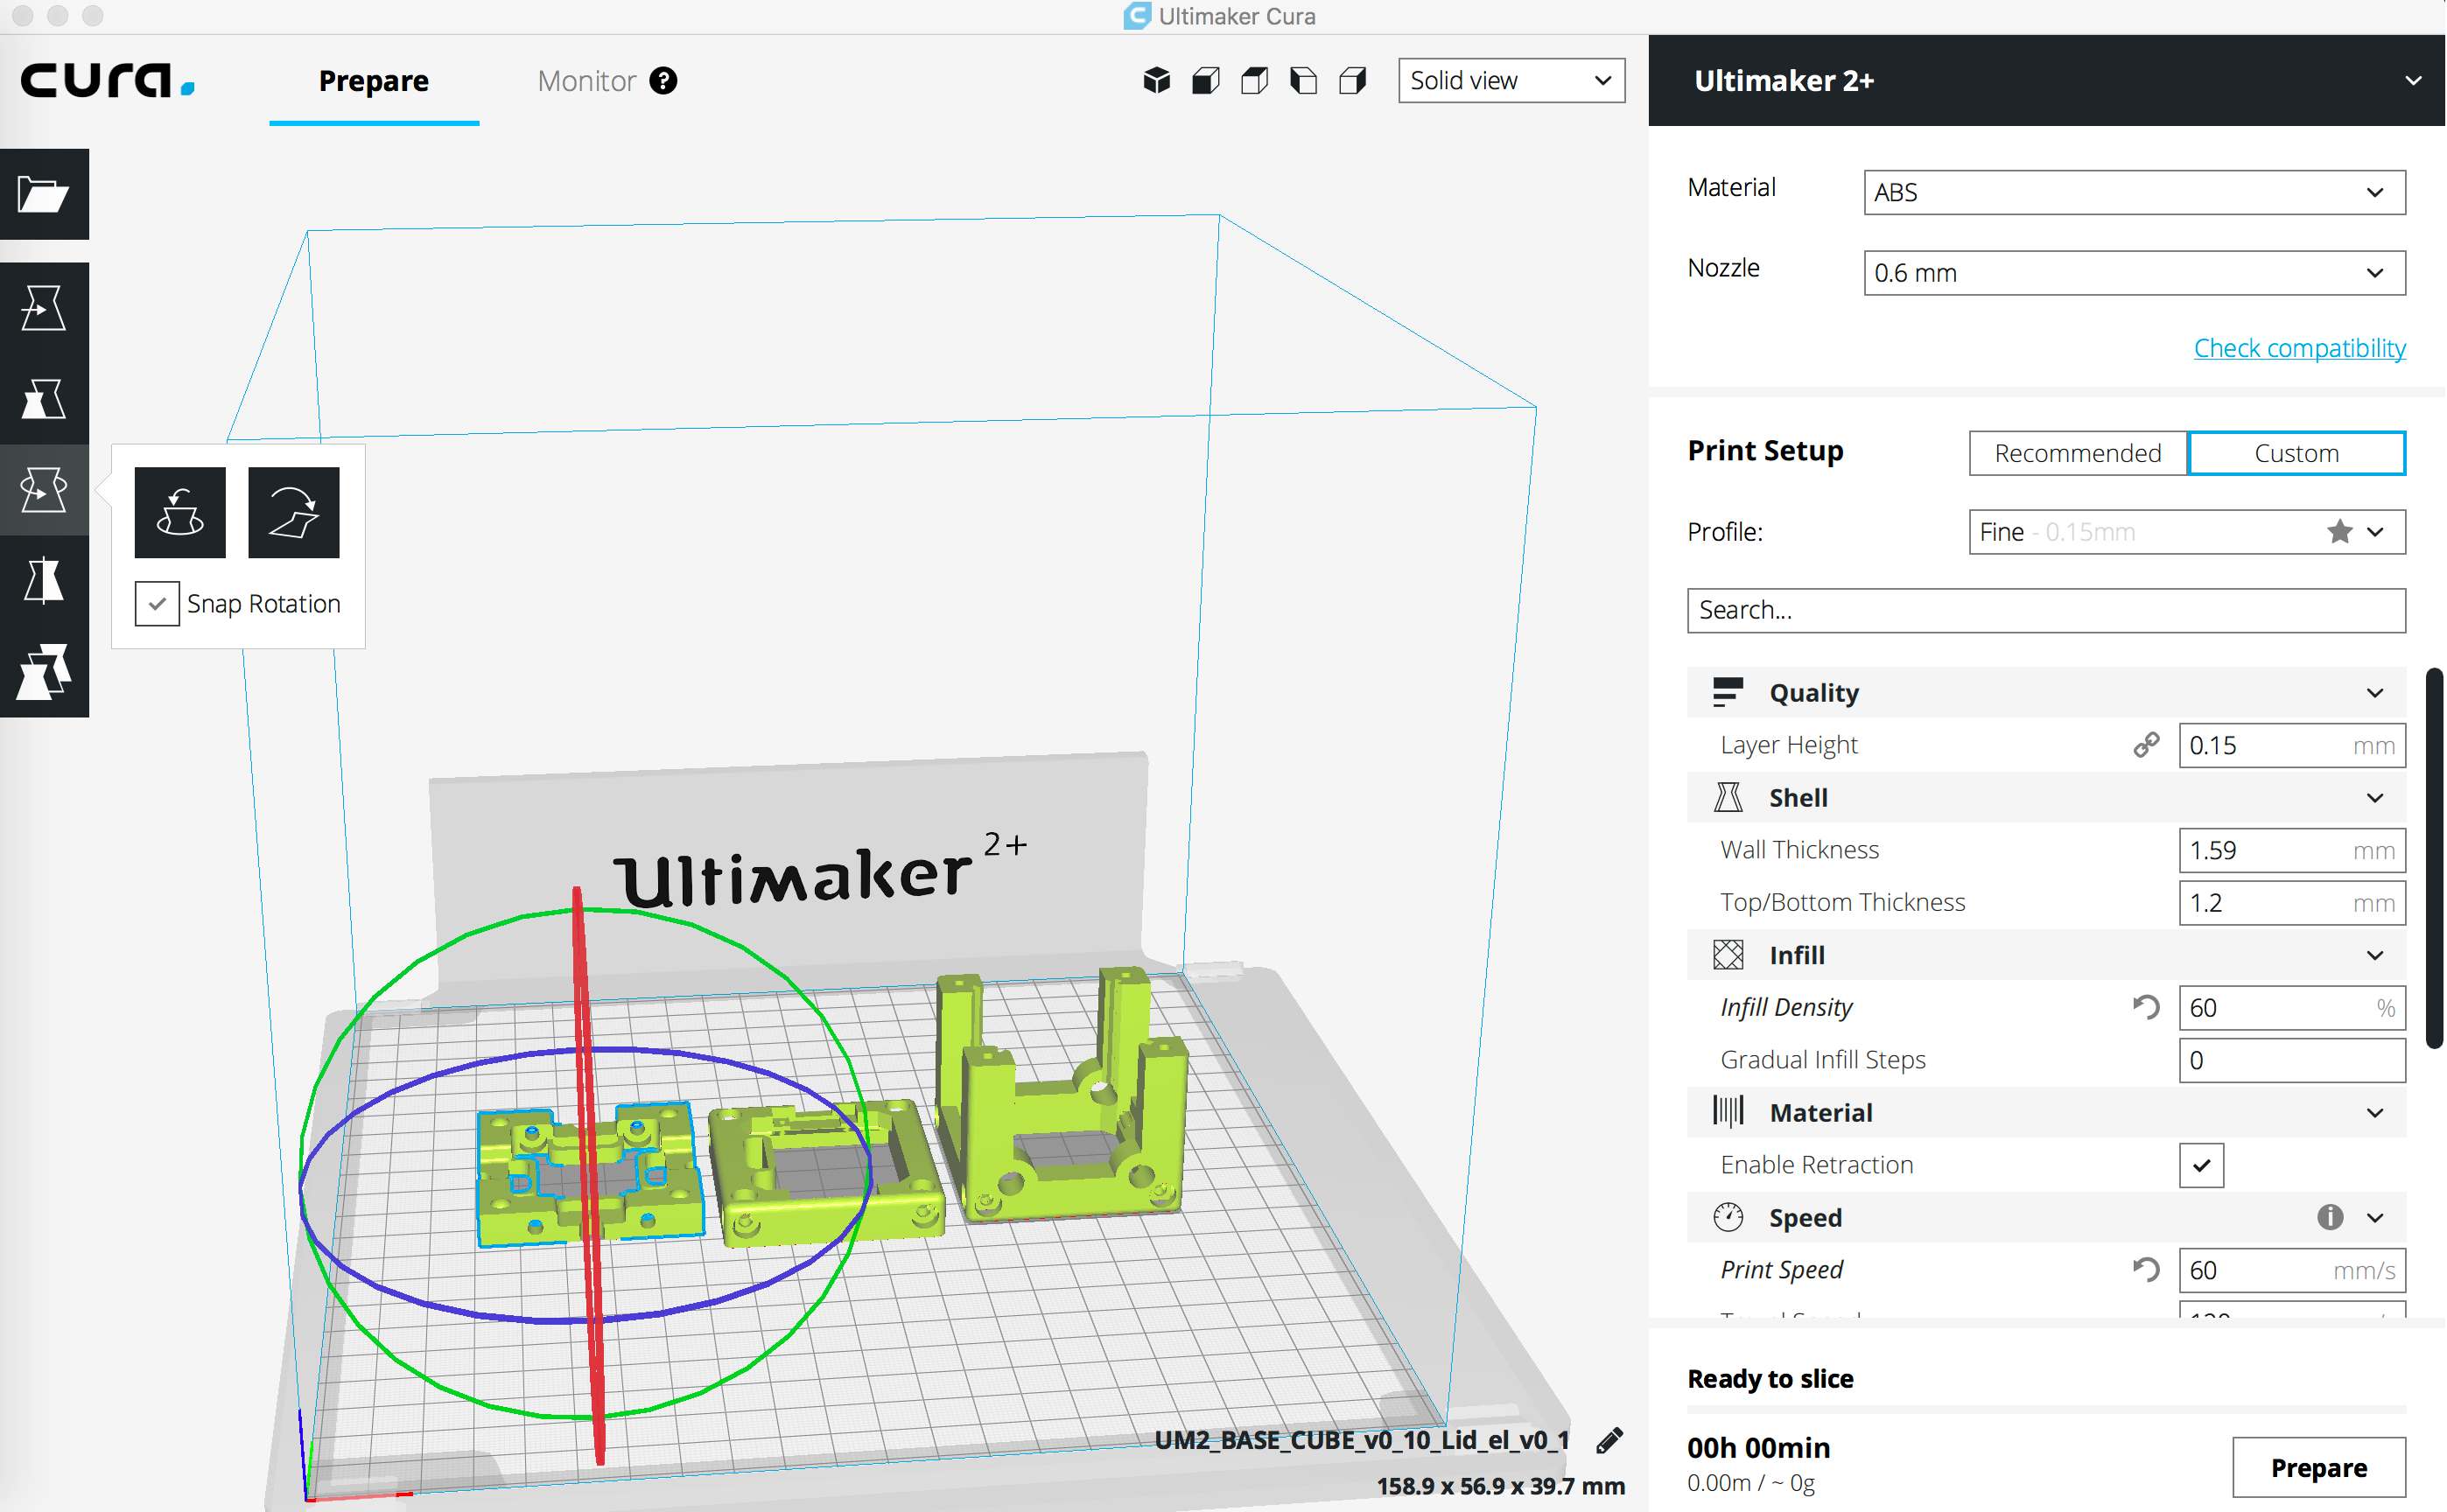 Ultimaker Cura
cura.
Prepare
Monitor ?
Solid view
Ultimaker 2+
Material
ABS
Nozzle
0.6 mm
Check compatibility
Print Setup
Recommended
Custom
Profile:
Fine - 0.15mm
Search...
Snap Rotation
Quality
Layer Height
0.15 mm
Shell
Wall Thickness
1.59 mm
Top/Bottom Thickness
1.2 mm
Infill
Infill Density
60 %
Gradual Infill Steps
0
Material
Enable Retraction
Speed
Print Speed
60 mm/s
Ultimaker 2+
UM2_BASE_CUBE_v0_10_Lid_el_v0_1
158.9 x 56.9 x 39.7 mm
Ready to slice
00h 00min
0.00m / ~ 0g
Prepare